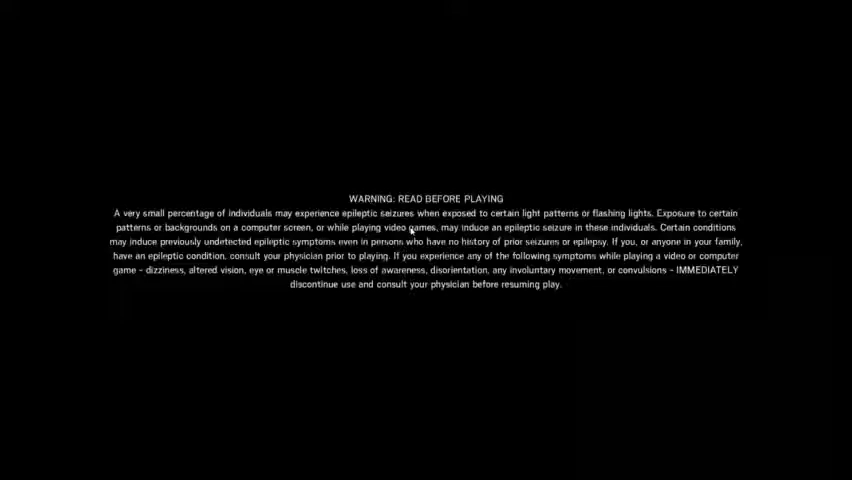 WARNING: READ BEFORE PLAYING
A very small percentage of individuals may experience epileptic seizures when exposed to certain light patterns or flashing lights. Exposure to certain
patterns or backgrounds on a computer screen, or while playing video games, may induce an epileptic seizure in these individuals. Certain conditions
may induce previously undetected epileptic symptoms even in persons who have no history of prior seizures or epilepsy. If you, or anyone in your family,
have an epileptic condition, consult your physician prior to playing. If you experience any of the following symptoms while playing a video or computer
game - dizziness, altered vision, eye or muscle twitches, loss of awareness, disorientation, any involuntary movement, or convulsions - IMMEDIATELY
discontinue use and consult your physician before resuming play.